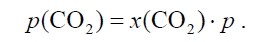 p(CO₂) = x(CO₂) · p .